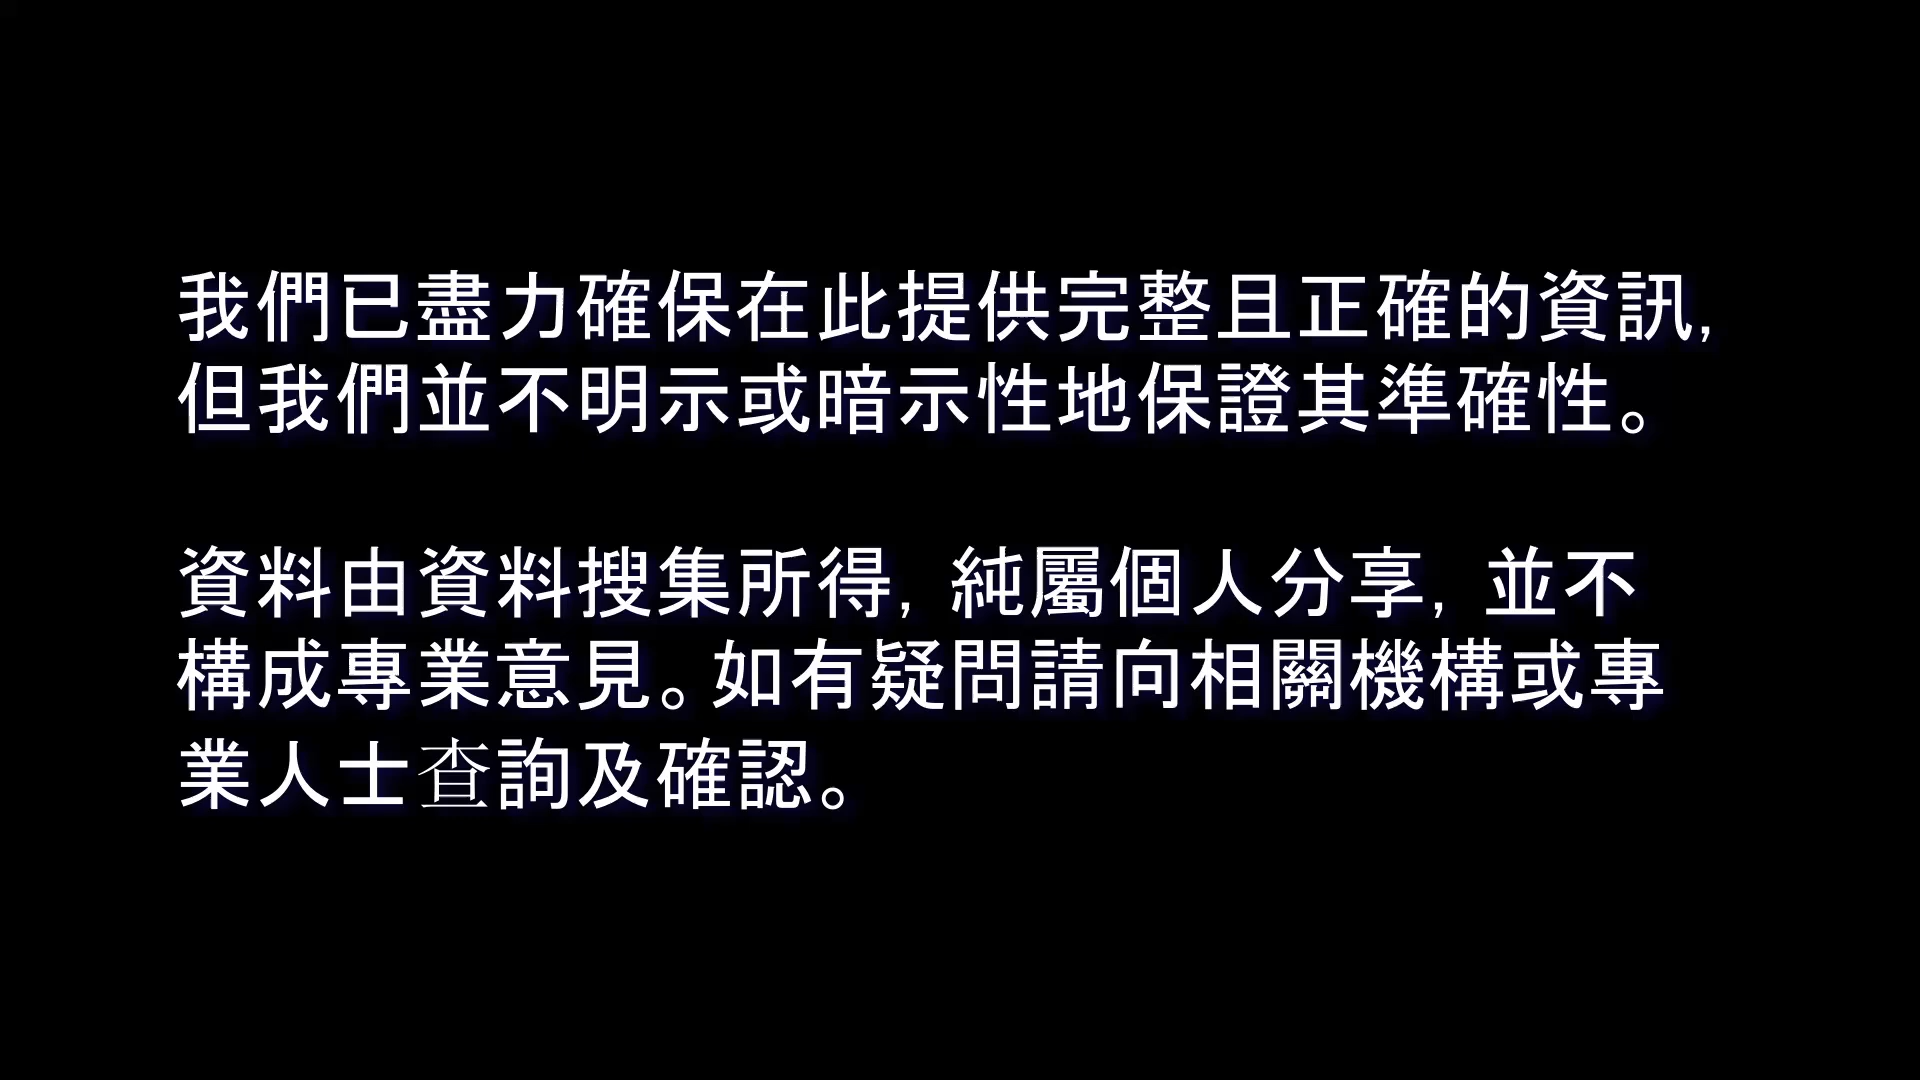 我們已盡力確保在此提供完整且正確的資訊,
但我們並不明示或暗示性地保證其準確性。
資料由資料搜集所得, 純屬個人分享, 並不
構成專業意見。如有疑問請向相關機構或專
業人士查詢及確認。